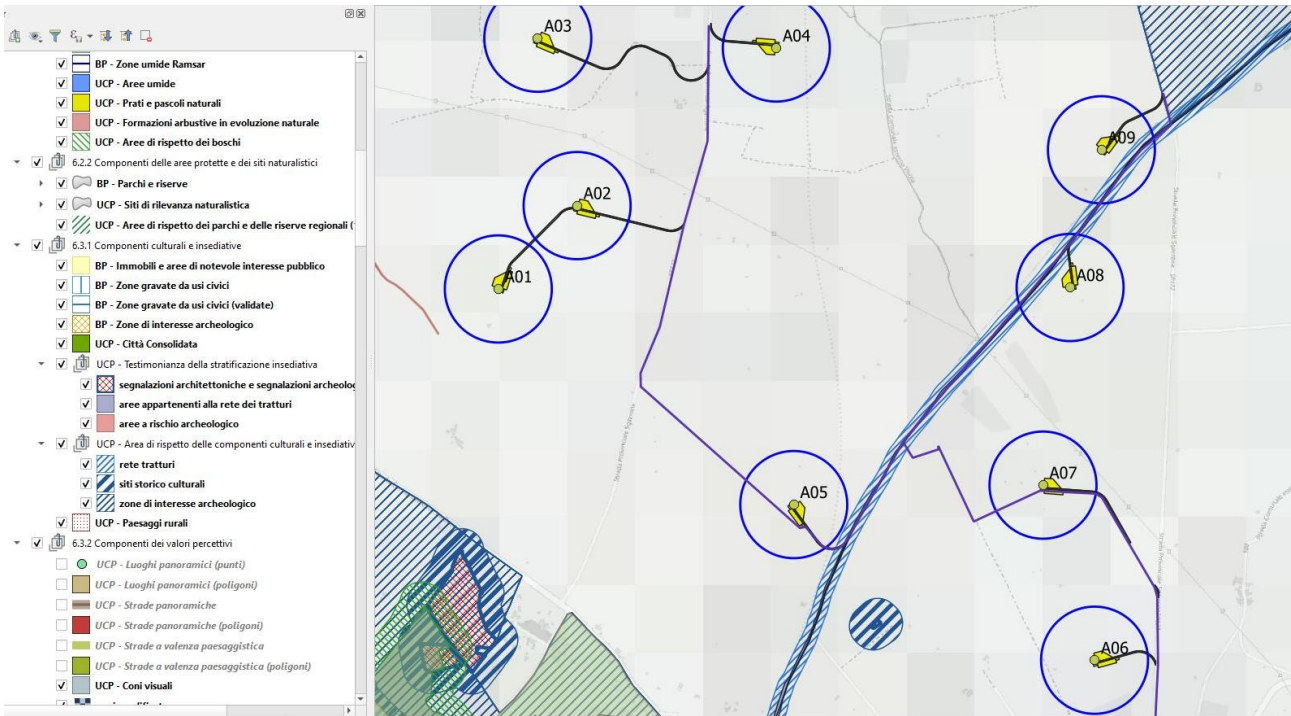 BP - Zone umide Ramsar
UCP - Aree umide
UCP - Prati e pascoli naturali
UCP - Formazioni arbustive in evoluzione naturale
UCP - Aree di rispetto dei boschi
6.2.2 Componenti delle aree protette e dei siti naturalistici
BP - Parchi e riserve
UCP - Siti di rilevanza naturalistica
UCP - Aree di rispetto dei parchi e delle riserve regionali (
6.3.1 Componenti culturali e insediative
BP - Immobili e aree di notevole interesse pubblico
BP - Zone gravate da usi civici
BP - Zone gravate da usi civici (validate)
BP - Zone di interesse archeologico
UCP - Città Consolidata
UCP - Testimonianza della stratificazione insediativa
segnalazioni architettoniche e segnalazioni archeolog
aree appartenenti alla rete dei tratturi
aree a rischio archeologico
UCP - Area di rispetto delle componenti culturali e insediativ
rete tratturi
siti storico culturali
zone di interesse archeologico
UCP - Paesaggi rurali
6.3.2 Componenti dei valori percettivi
UCP - Luoghi panoramici (punti)
UCP - Luoghi panoramici (poligoni)
UCP - Strade panoramiche
UCP - Strade panoramiche (poligoni)
UCP - Strade a valenza paesaggistica
UCP - Strade a valenza paesaggistica (poligoni)
UCP - Coni visuali
A03
A04
A09
A02
A01
A08
A05
A07
A06